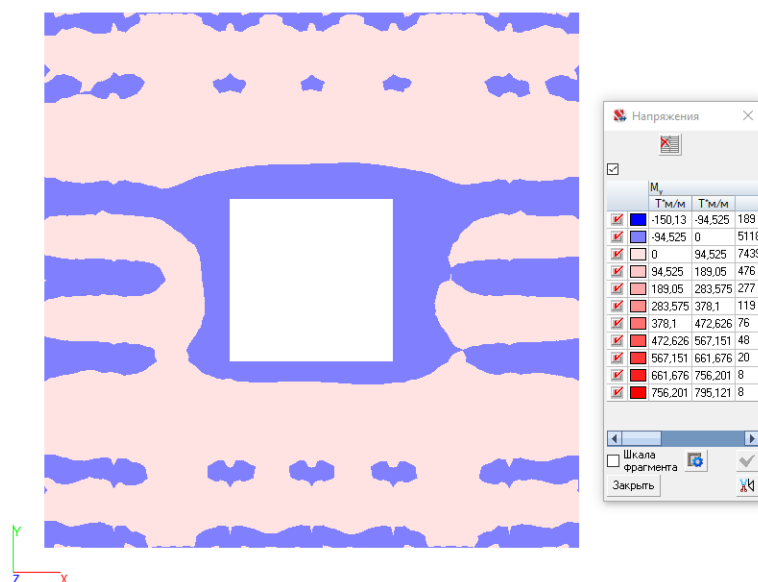 Напряжения
My
Т*м/м Т*м/м
-150,13 -94,525 189
-94,525 0 5118
0 94,525 7439
94,525 189,05 476
189,05 283,575 277
283,575 378,1 119
378,1 472,626 76
472,626 567,151 48
567,151 661,676 20
661,676 756,201 8
756,201 795,121 8
Шкала
фрагмента
Закрыть
Y
Z X